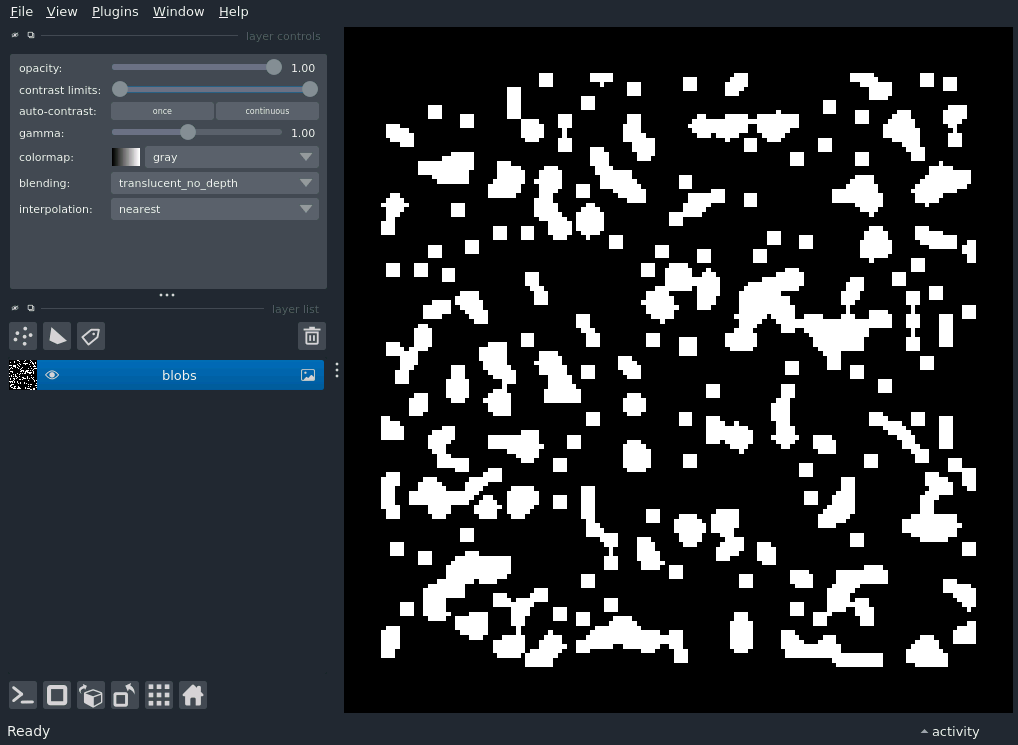 File View Plugins Window Help
layer controls
opacity: 1.00
contrast limits:
auto-contrast: once continuous
gamma: 1.00
colormap: gray
blending: translucent_no_depth
interpolation: nearest
layer list
blobs
Ready activity